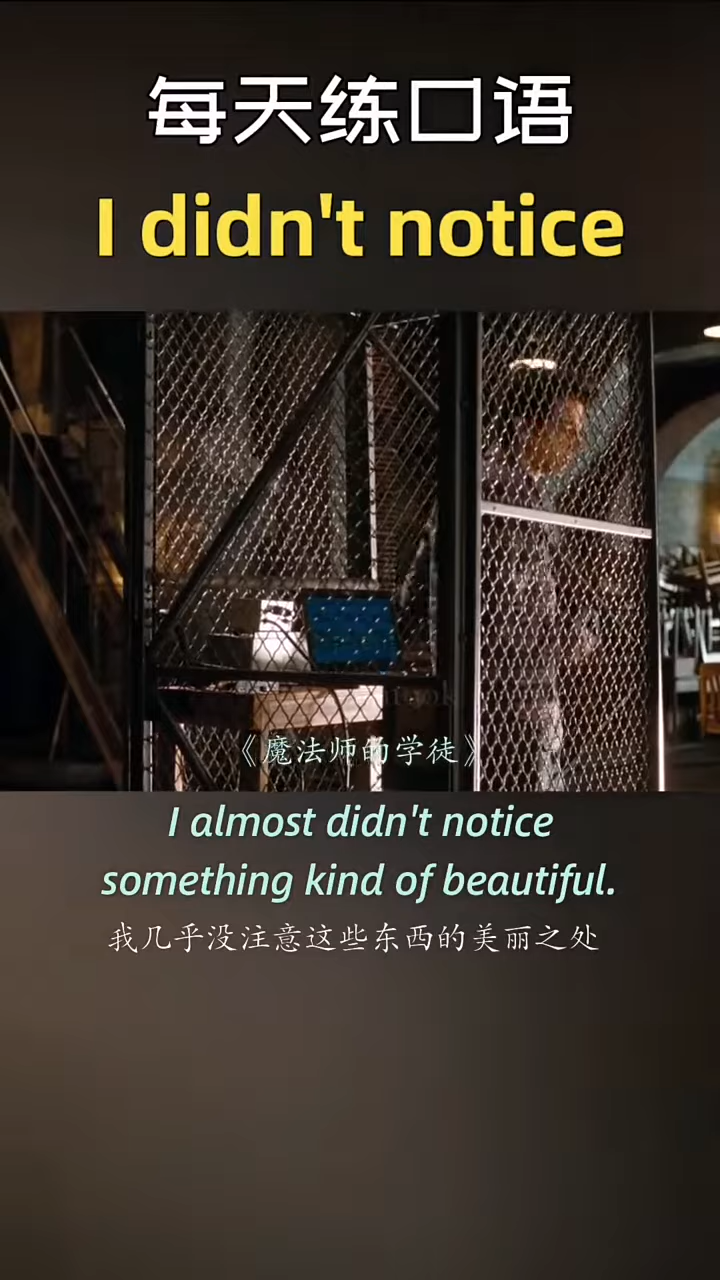 每天练口语
I didn't notice
《魔法师的学徒》
I almost didn't notice
something kind of beautiful.
我几乎没注意这些东西的美丽之处